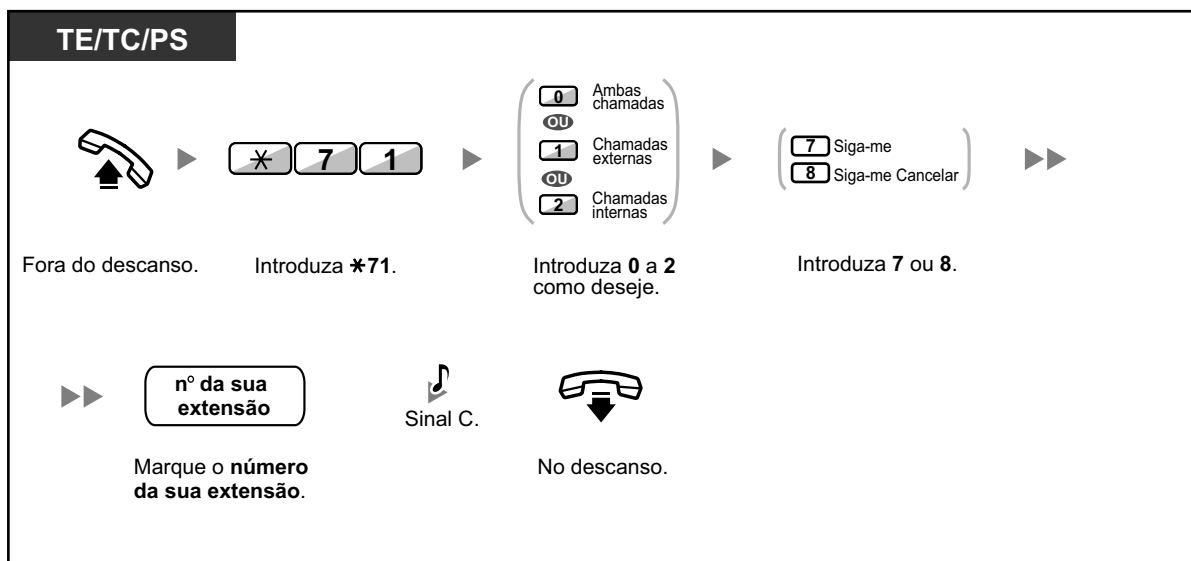 TE/TC/PS
0 Ambas
chamadas
OU
1 Chamadas
externas
OU
2 Chamadas
internas
* 7 1
7 Siga-me
8 Siga-me Cancelar
Fora do descanso.
Introduza *71.
Introduza 0 a 2
como deseje.
Introduza 7 ou 8.
nº da sua
extensão
Sinal C.
Marque o número
da sua extensão.
No descanso.